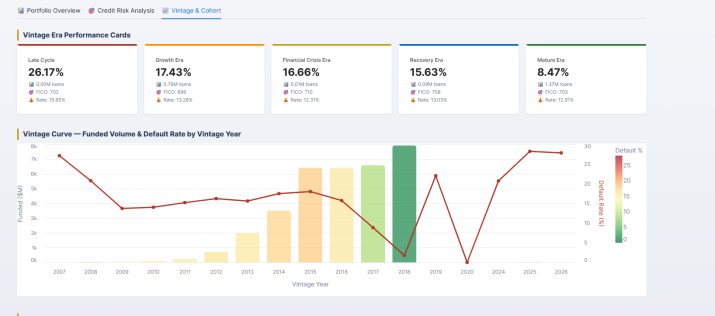 Portfolio Overview Credit Risk Analysis Vintage & Cohort
Vintage Era Performance Cards
Late Cycle
26.17%
0.00M loans
FICO: 702
Rate: 15.95%
Growth Era
17.43%
0.79M loans
FICO: 696
Rate: 13.28%
Financial Crisis Era
16.66%
0.01M loans
FICO: 710
Rate: 12.31%
Recovery Era
15.63%
0.09M loans
FICO: 708
Rate: 13.03%
Mature Era
8.47%
1.37M loans
FICO: 703
Rate: 12.91%
Vintage Curve — Funded Volume & Default Rate by Vintage Year
8k
7k
6k
5k
4k
3k
2k
1k
0k
Funded ($M)
30
25
20
15
10
5
0
Default Rate (%)
Default %
25
20
15
10
5
0
2007 2008 2009 2010 2011 2012 2013 2014 2015 2016 2017 2018 2019 2020 2024 2025 2026
Vintage Year